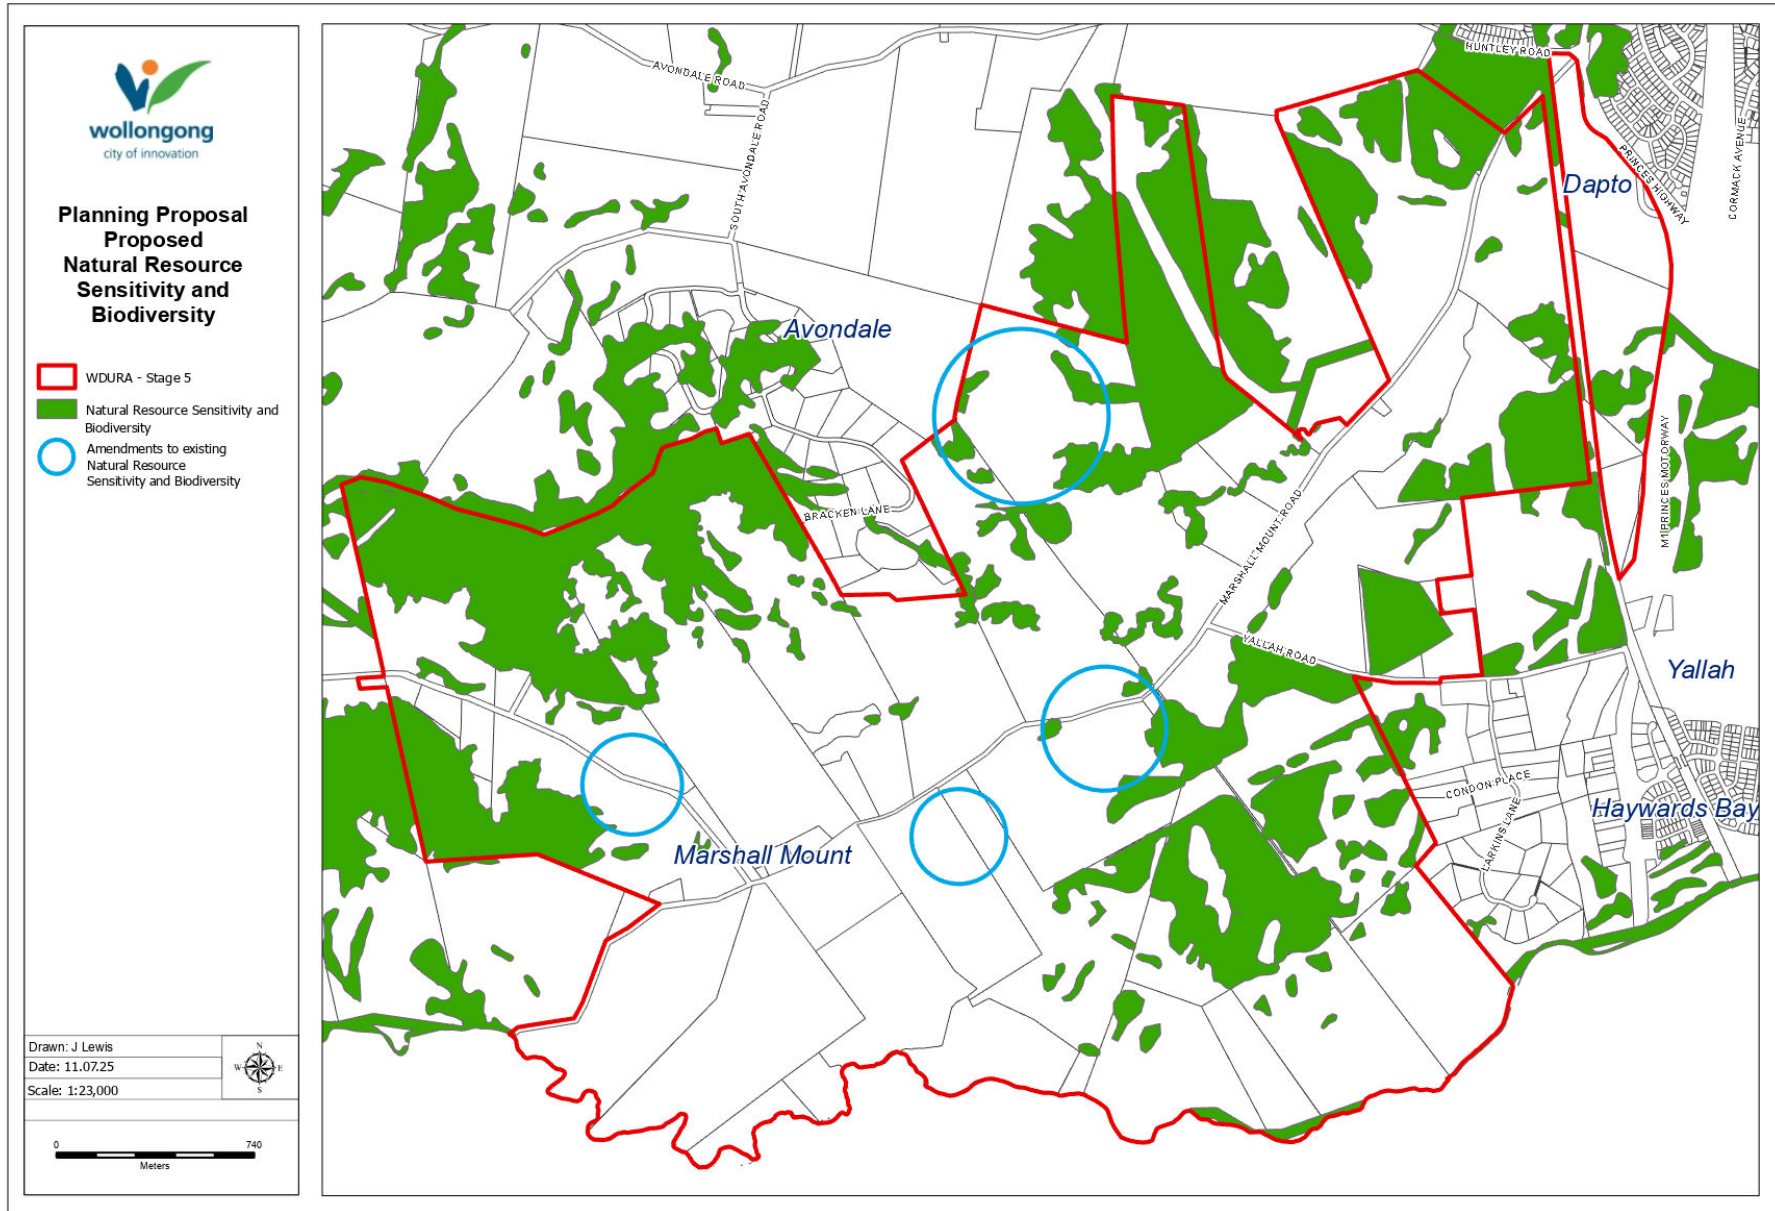 wollongong
city of innovation
Planning Proposal
Proposed
Natural Resource
Sensitivity and
Biodiversity
WDURA - Stage 5
Natural Resource Sensitivity and
Biodiversity
Amendments to existing
Natural Resource
Sensitivity and Biodiversity
Drawn: J Lewis
Date: 11.07.25
Scale: 1:23,000
N
W
E
S
0
740
Meters
HUNTLEY ROAD
AVONDALE ROAD
SOUTH AVONDALE ROAD
PRINCES HIGHWAY
CORMACK AVENUE
Dapto
Avondale
BRACKEN LANE
MARSHALL MOUNT ROAD
M1 PRINCES MOTORWAY
YALLAH ROAD
Yallah
CONDON PLACE
LARKINS LANE
Haywards Bay
Marshall Mount